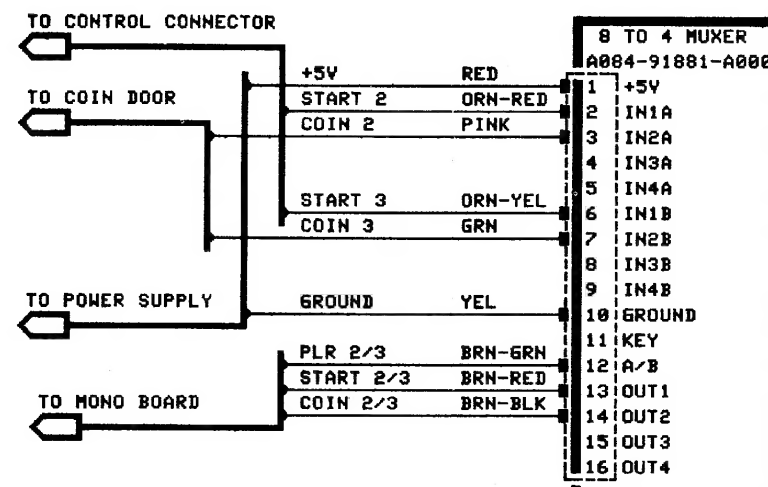 TO CONTROL CONNECTOR
8 TO 4 MUXER
A084-91881-A000
+5V RED 1 +5V
TO COIN DOOR
START 2 ORN-RED 2 IN1A
COIN 2 PINK 3 IN2A
4 IN3A
5 IN4A
START 3 ORN-YEL 6 IN1B
COIN 3 GRN 7 IN2B
8 IN3B
9 IN4B
TO POWER SUPPLY
GROUND YEL 10 GROUND
11 KEY
PLR 2/3 BRN-GRN 12 A/B
START 2/3 BRN-RED 13 OUT1
TO MONO BOARD
COIN 2/3 BRN-BLK 14 OUT2
15 OUT3
16 OUT4